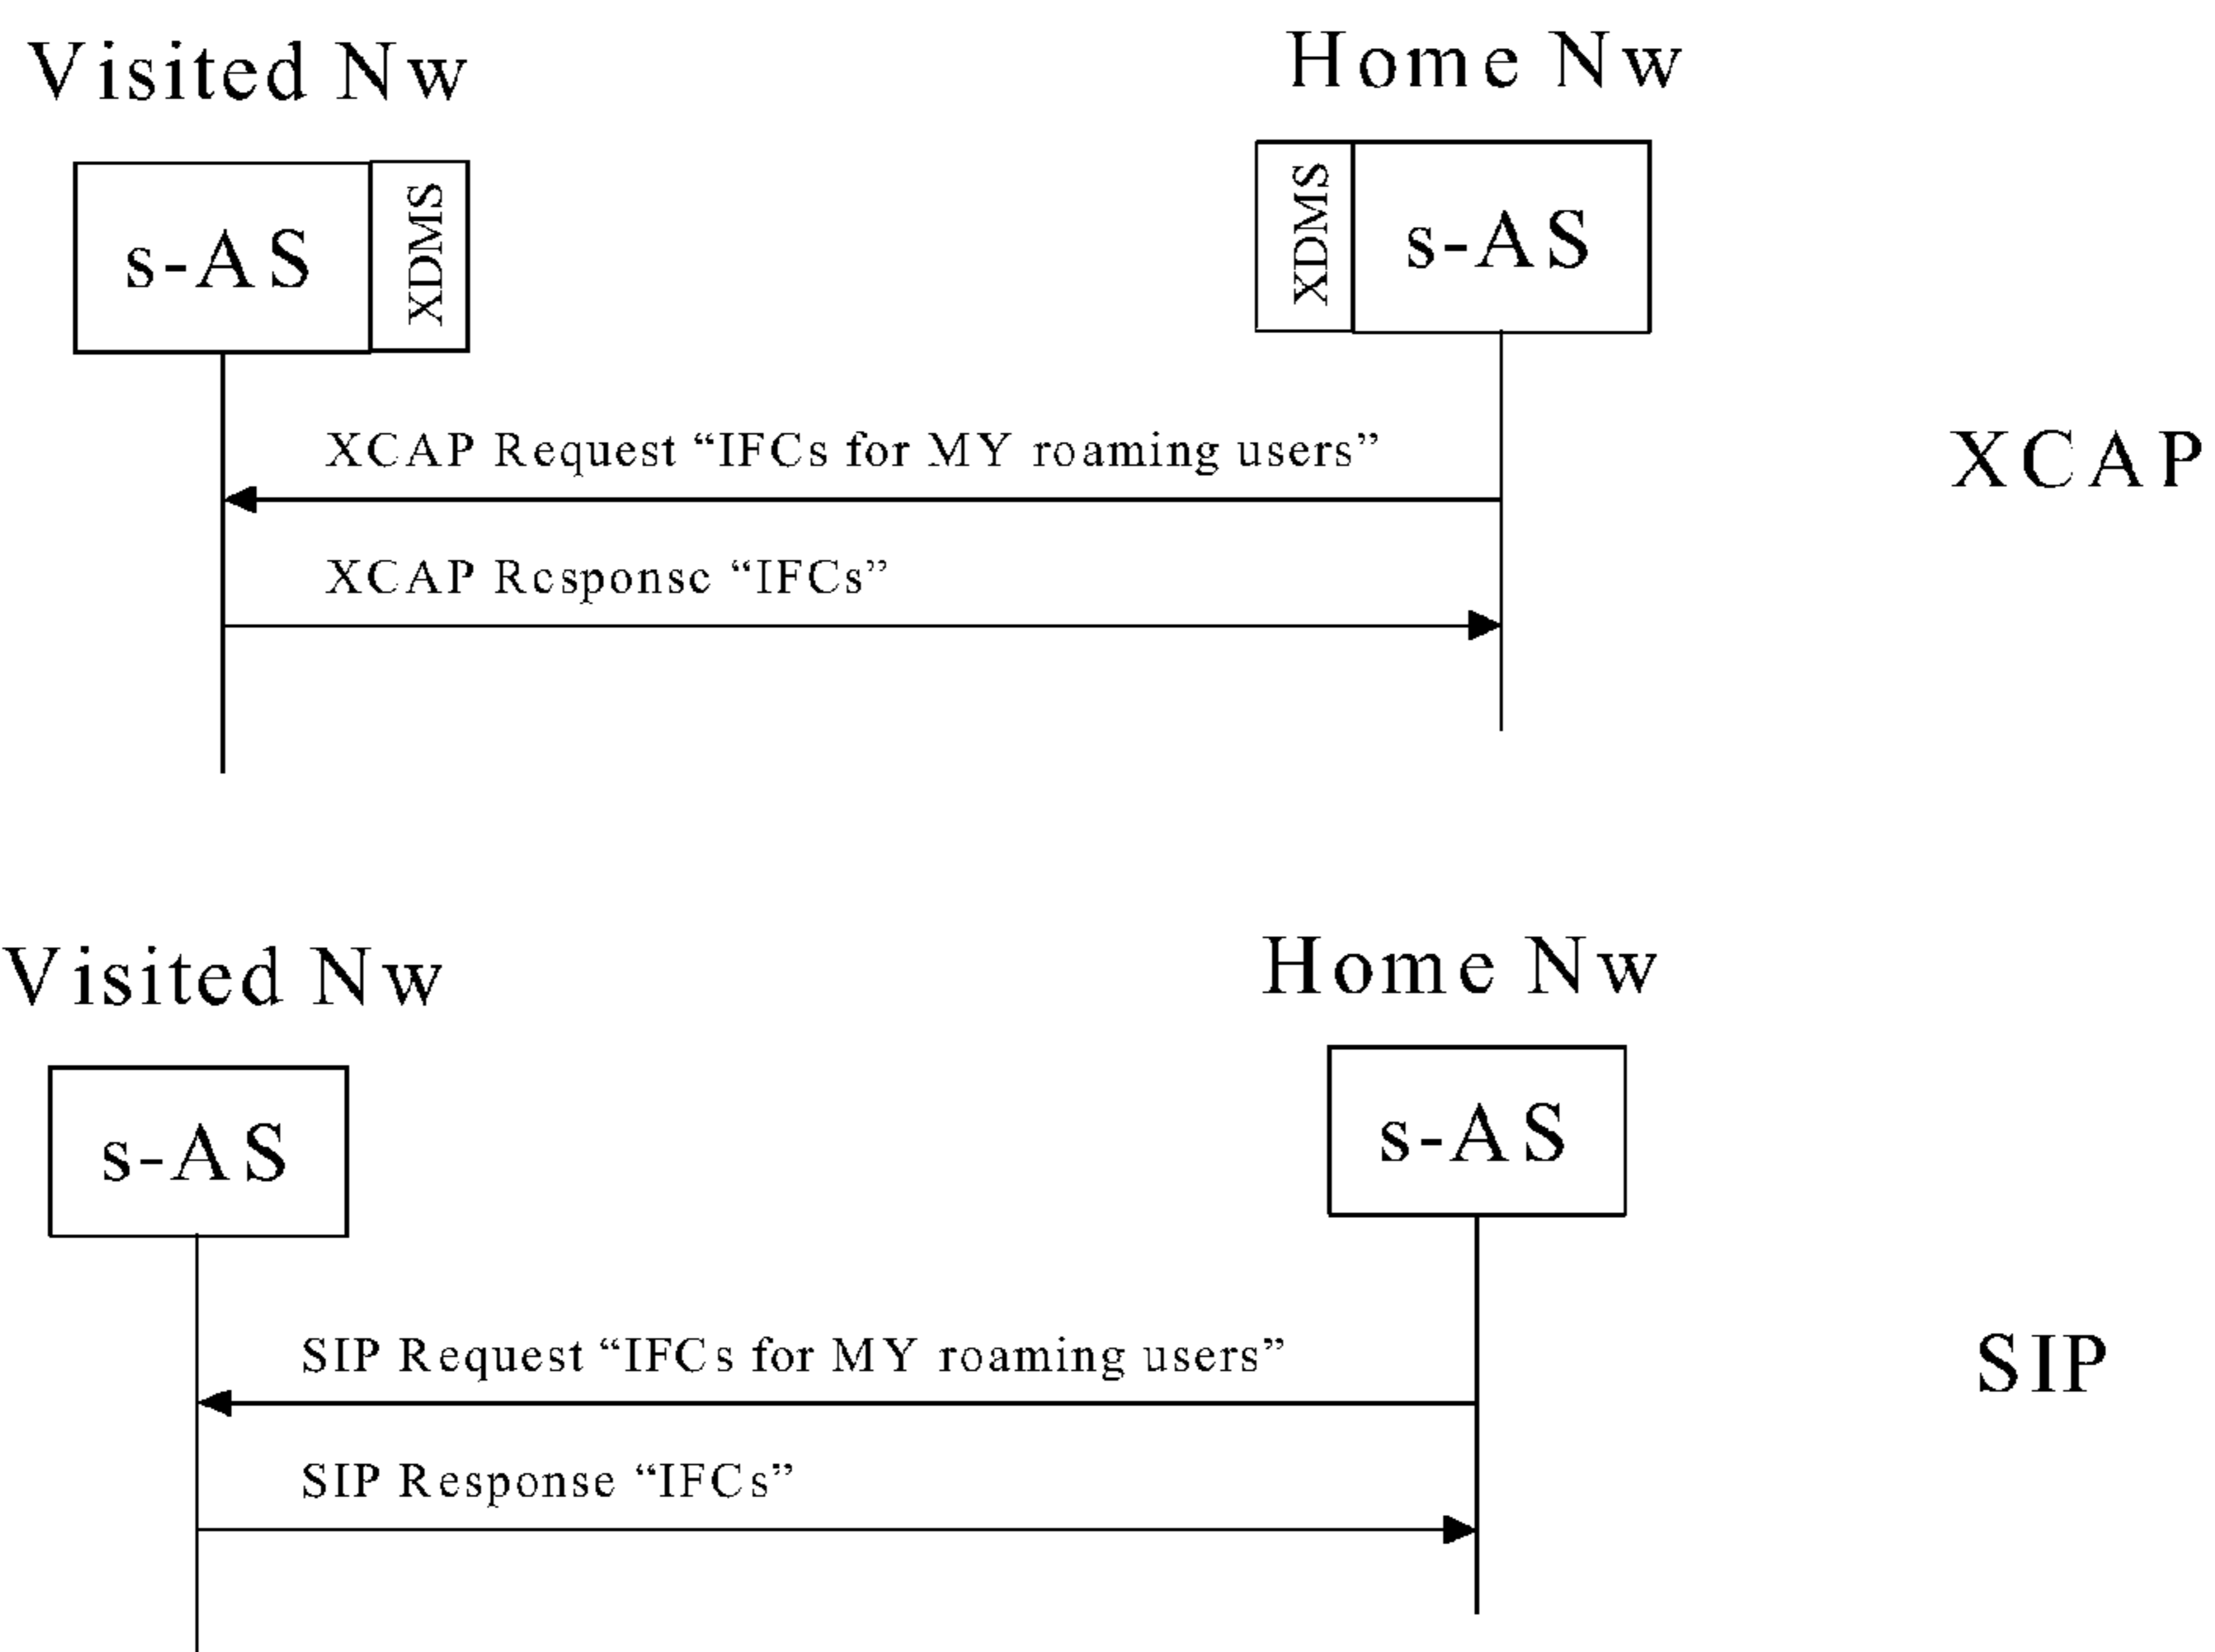 Visited Nw
Home Nw
s-AS
XDMS
XDMS
s-AS
XCAP Request “IFCs for MY roaming users”
XCAP
XCAP Response “IFCs”
Visited Nw
Home Nw
s-AS
s-AS
SIP Request “IFCs for MY roaming users”
SIP
SIP Response “IFCs”